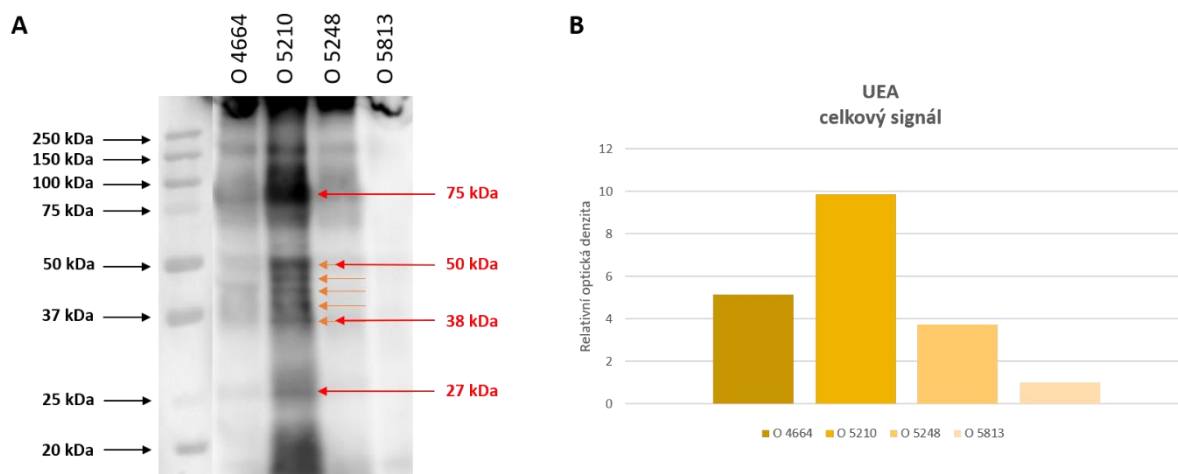 A
O 4664
O 5210
O 5248
O 5813
250 kDa
150 kDa
100 kDa
75 kDa
50 kDa
37 kDa
25 kDa
20 kDa
75 kDa
50 kDa
38 kDa
27 kDa
B
UEA
celkový signál
Relativní optická denzita
12
10
8
6
4
2
0
O 4664 O 5210 O 5248 O 5813